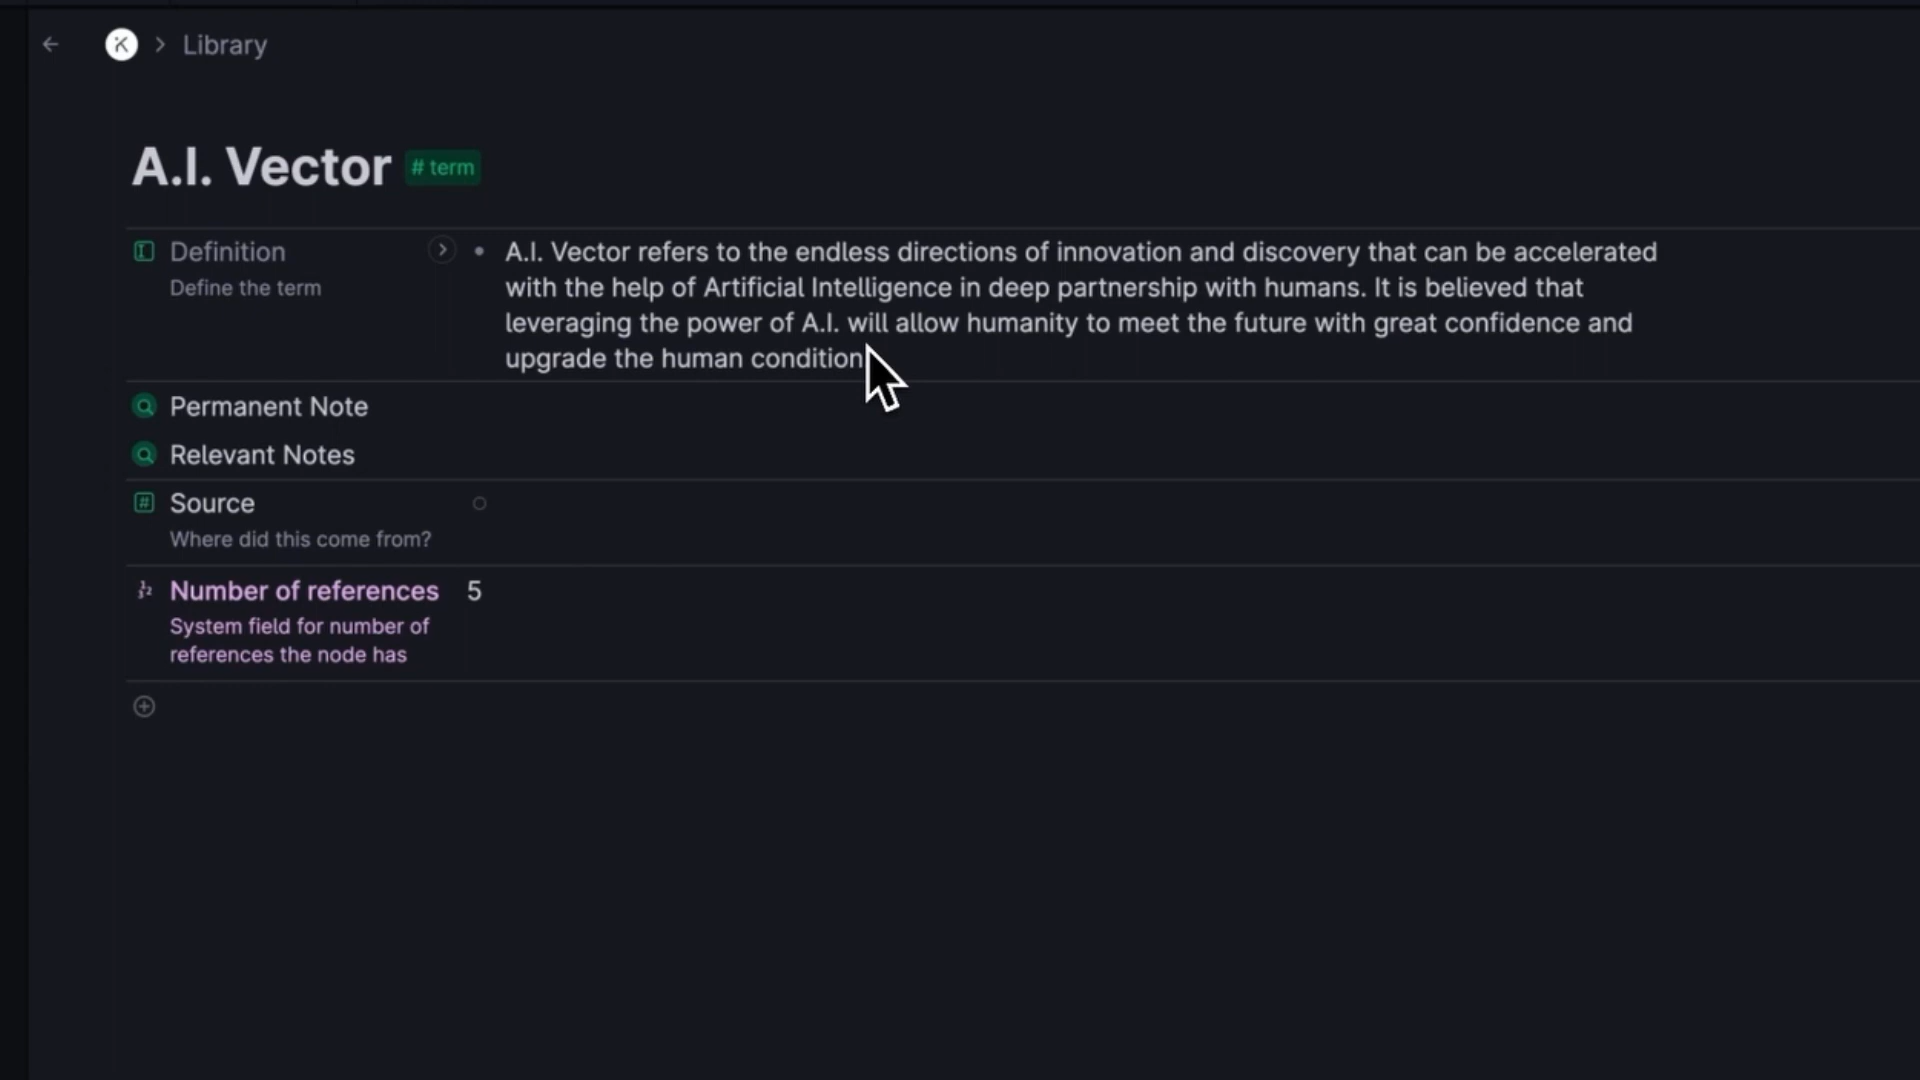 Library
A.I. Vector # term
Definition
Define the term
A.I. Vector refers to the endless directions of innovation and discovery that can be accelerated
with the help of Artificial Intelligence in deep partnership with humans. It is believed that
leveraging the power of A.I. will allow humanity to meet the future with great confidence and
upgrade the human condition
Permanent Note
Relevant Notes
Source
Where did this come from?
Number of references 5
System field for number of
references the node has